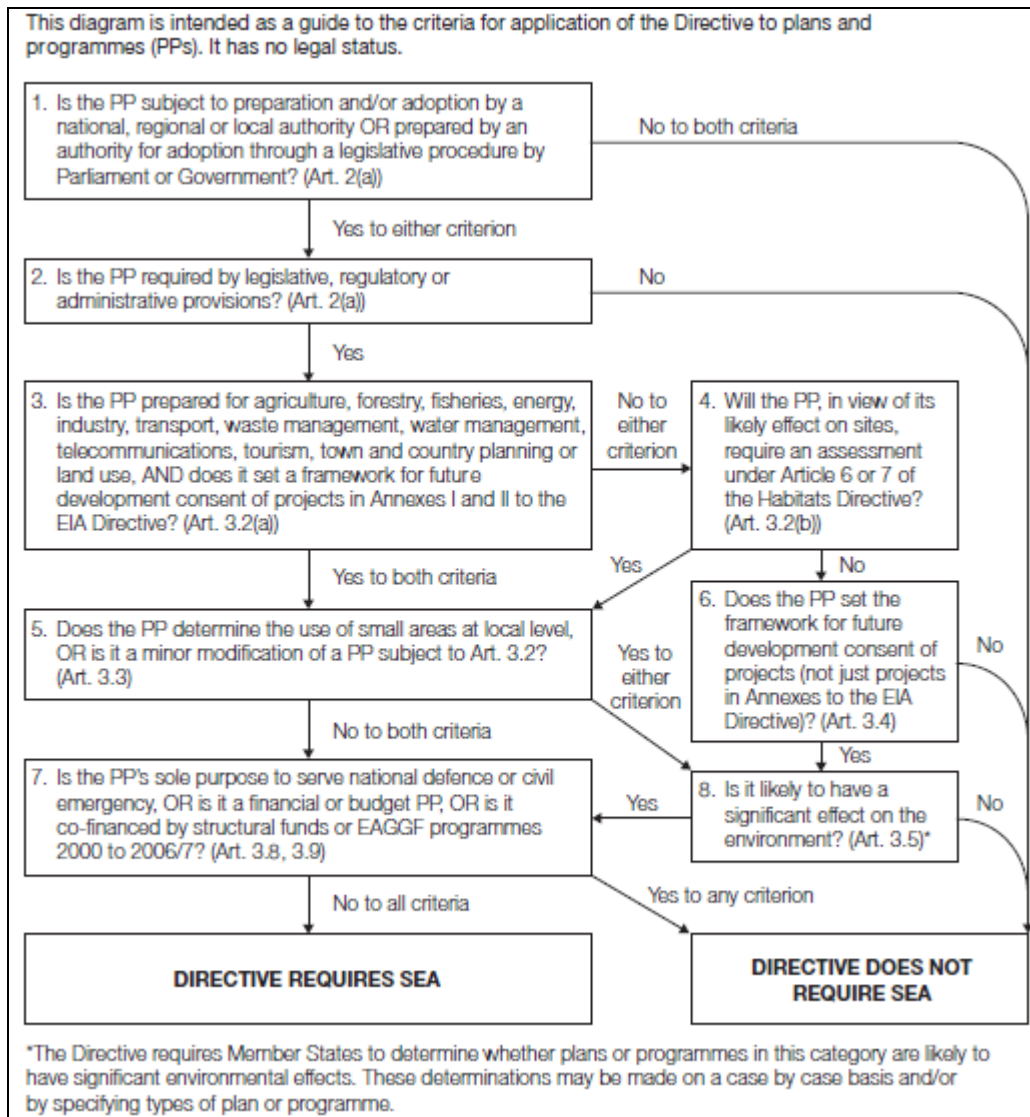 This diagram is intended as a guide to the criteria for application of the Directive to plans and
programmes (PPs). It has no legal status.
1. Is the PP subject to preparation and/or adoption by a
national, regional or local authority OR prepared by an
authority for adoption through a legislative procedure by
Parliament or Government? (Art. 2(a))
No to both criteria
Yes to either criterion
2. Is the PP required by legislative, regulatory or
administrative provisions? (Art. 2(a))
No
Yes
3. Is the PP prepared for agriculture, forestry, fisheries, energy,
industry, transport, waste management, water management,
telecommunications, tourism, town and country planning or
land use, AND does it set a framework for future
development consent of projects in Annexes I and II to the
EIA Directive? (Art. 3.2(a))
No to
either
criterion
4. Will the PP, in view of its
likely effect on sites,
require an assessment
under Article 6 or 7 of
the Habitats Directive?
(Art. 3.2(b))
Yes to both criteria
Yes
No
5. Does the PP determine the use of small areas at local level,
OR is it a minor modification of a PP subject to Art. 3.2?
(Art. 3.3)
Yes to
either
criterion
6. Does the PP set the
framework for future
development consent of
projects (not just projects
in Annexes to the EIA
Directive)? (Art. 3.4)
No
No to both criteria
Yes
7. Is the PP's sole purpose to serve national defence or civil
emergency, OR is it a financial or budget PP, OR is it
co-financed by structural funds or EAGGF programmes
2000 to 2006/7? (Art. 3.8, 3.9)
Yes
8. Is it likely to have a
significant effect on the
environment? (Art. 3.5)*
No
No to all criteria
Yes to any criterion
DIRECTIVE REQUIRES SEA
DIRECTIVE DOES NOT
REQUIRE SEA
*The Directive requires Member States to determine whether plans or programmes in this category are likely to
have significant environmental effects. These determinations may be made on a case by case basis and/or
by specifying types of plan or programme.